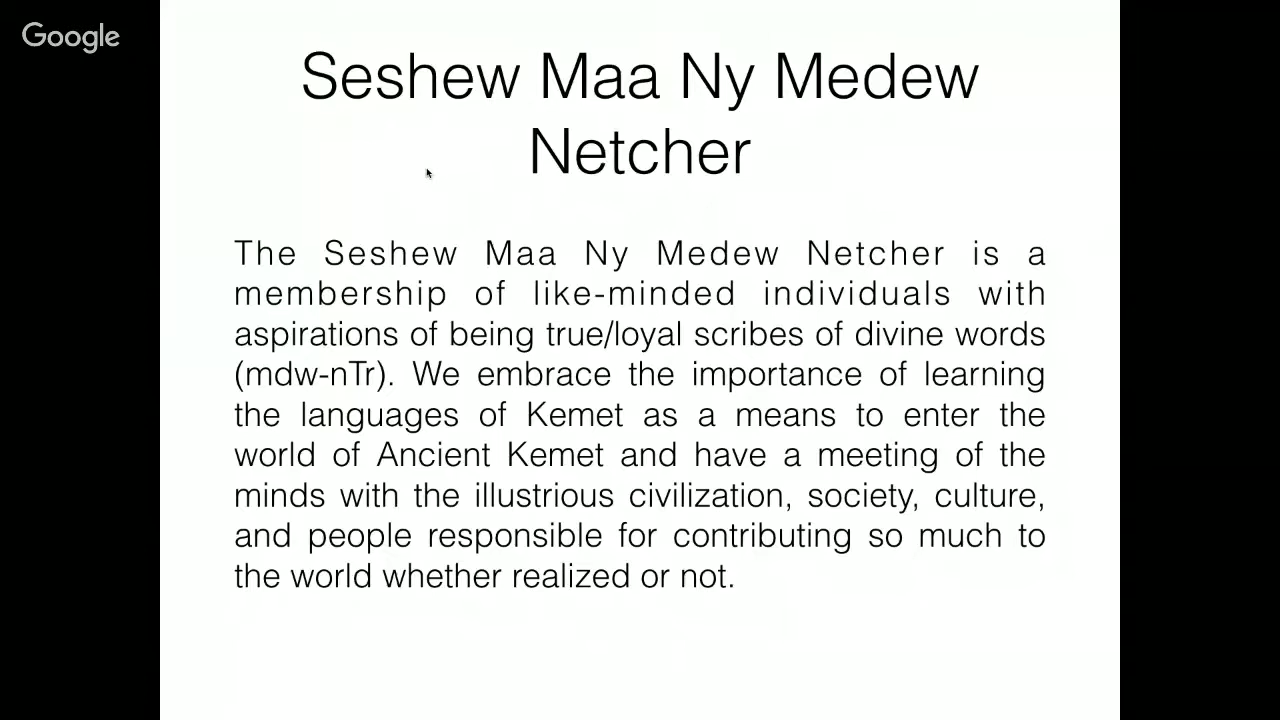 Google
Seshew Maa Ny Medew
Netcher
The Seshew Maa Ny Medew Netcher is a
membership of like-minded individuals with
aspirations of being true/loyal scribes of divine words
(mdw-nTr). We embrace the importance of learning
the languages of Kemet as a means to enter the
world of Ancient Kemet and have a meeting of the
minds with the illustrious civilization, society, culture,
and people responsible for contributing so much to
the world whether realized or not.